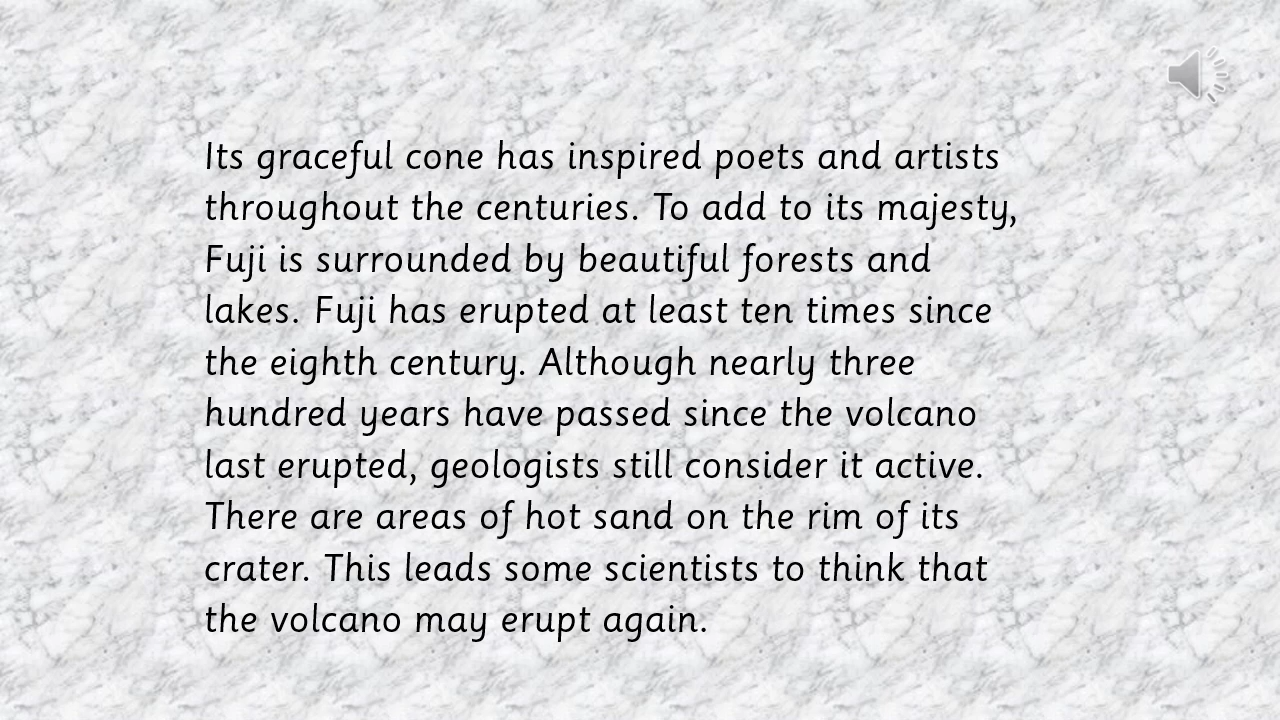 Its graceful cone has inspired poets and artists
throughout the centuries. To add to its majesty,
Fuji is surrounded by beautiful forests and
lakes. Fuji has erupted at least ten times since
the eighth century. Although nearly three
hundred years have passed since the volcano
last erupted, geologists still consider it active.
There are areas of hot sand on the rim of its
crater. This leads some scientists to think that
the volcano may erupt again.